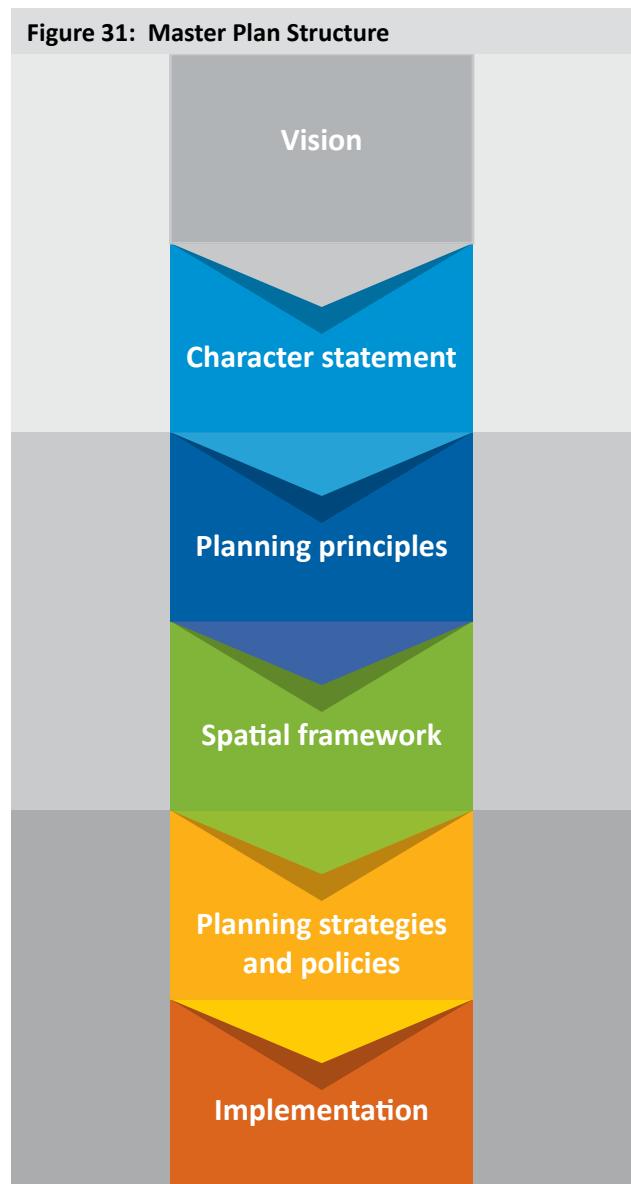 Figure 31: Master Plan Structure
Vision
Character statement
Planning principles
Spatial framework
Planning strategies
and policies
Implementation